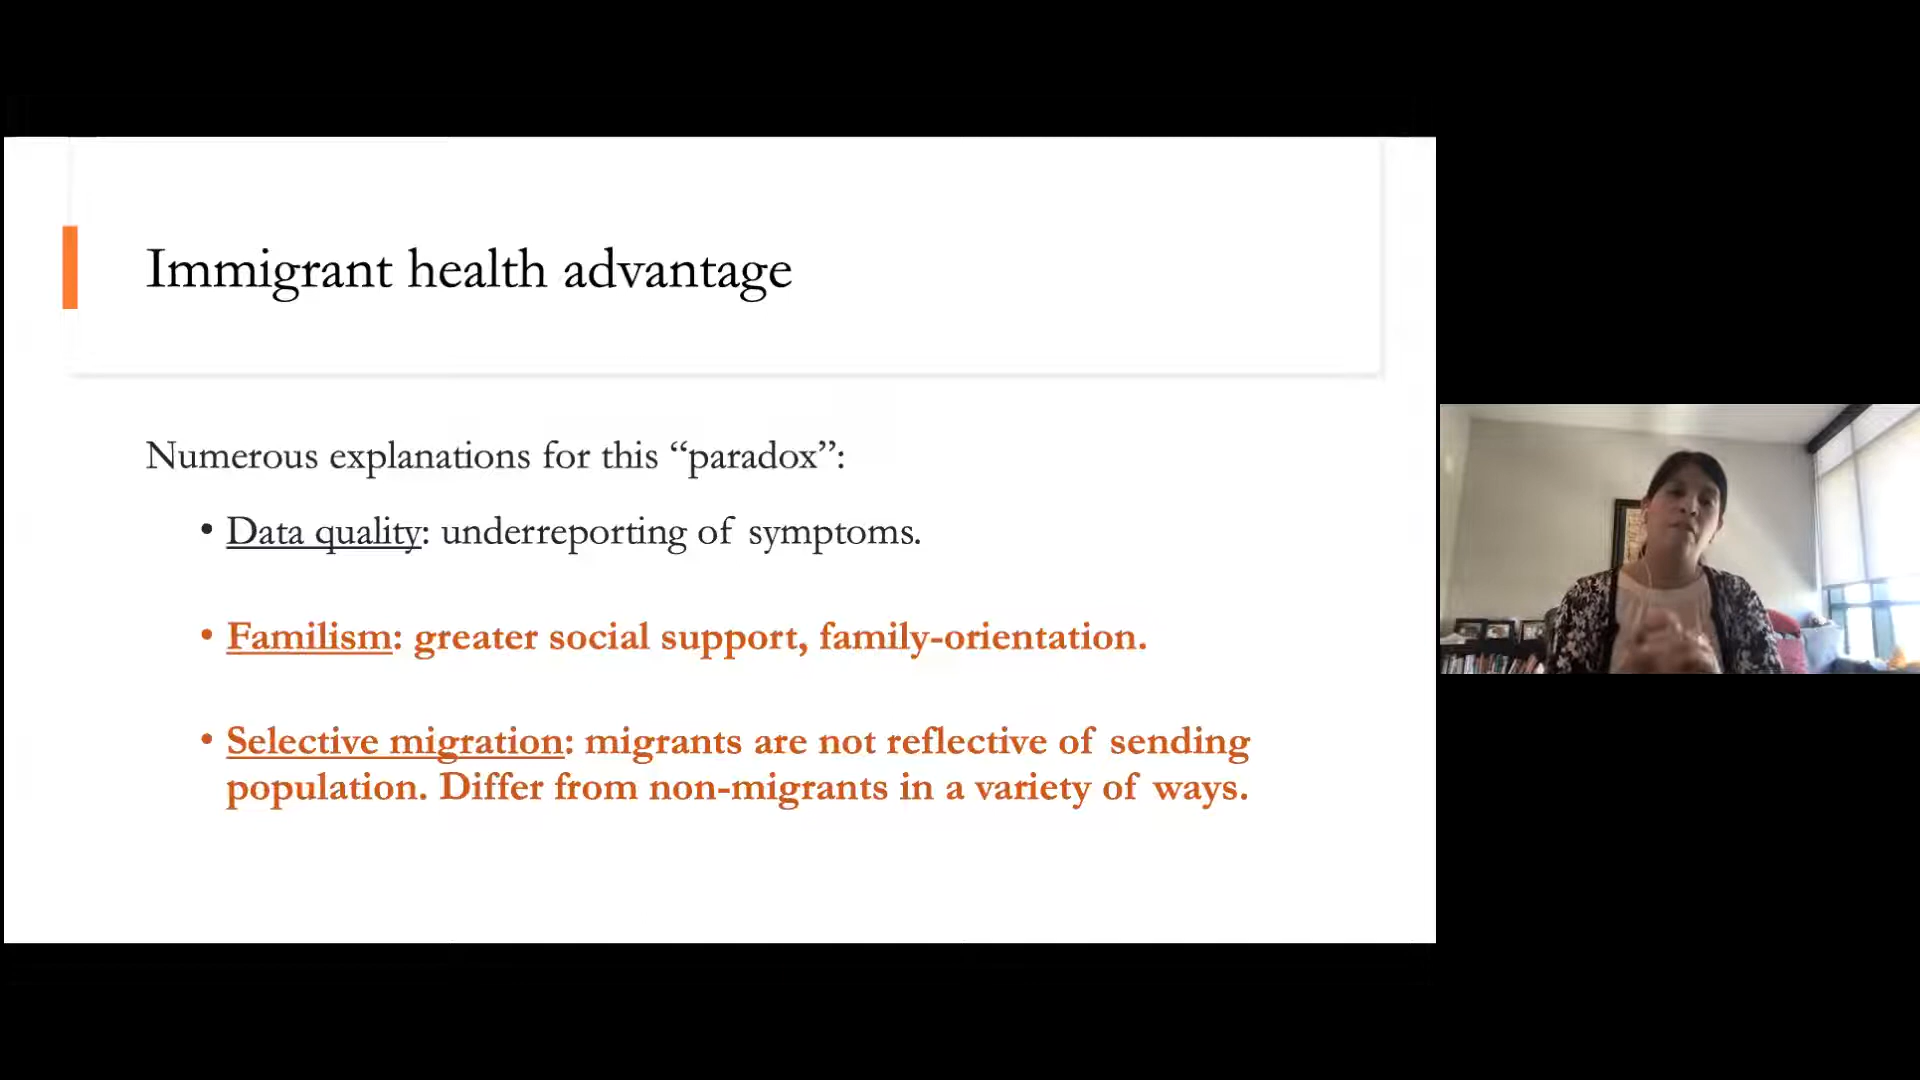 Immigrant health advantage
Numerous explanations for this “paradox”:
• Data quality: underreporting of symptoms.
• Familism: greater social support, family-orientation.
• Selective migration: migrants are not reflective of sending
population. Differ from non-migrants in a variety of ways.